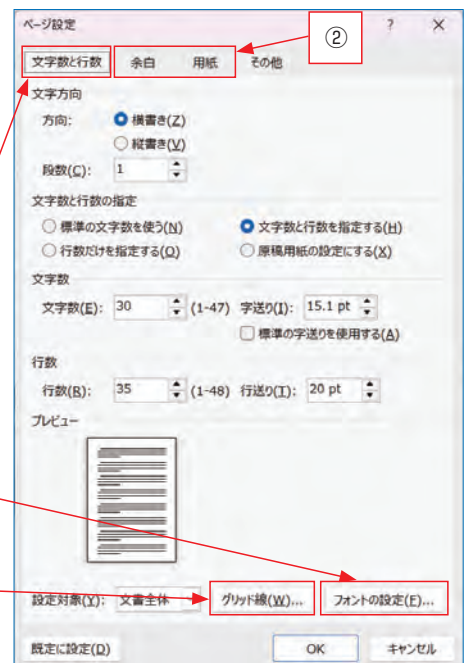 ページ設定 ? ×
②
文字数と行数 余白 用紙 その他
文字方向
方向: 横書き(Z)
縦書き(V)
段数(C): 1
文字数と行数の指定
標準の文字数を使う(N) 文字数と行数を指定する(H)
行数だけを指定する(O) 原稿用紙の設定にする(X)
文字数
文字数(E): 30 (1-47) 字送り(I): 15.1 pt
標準の字送りを使用する(A)
行数
行数(R): 35 (1-48) 行送り(T): 20 pt
プレビュー
設定対象(Y): 文書全体 グリッド線(W)... フォントの設定(F)...
既定に設定(D) OK キャンセル